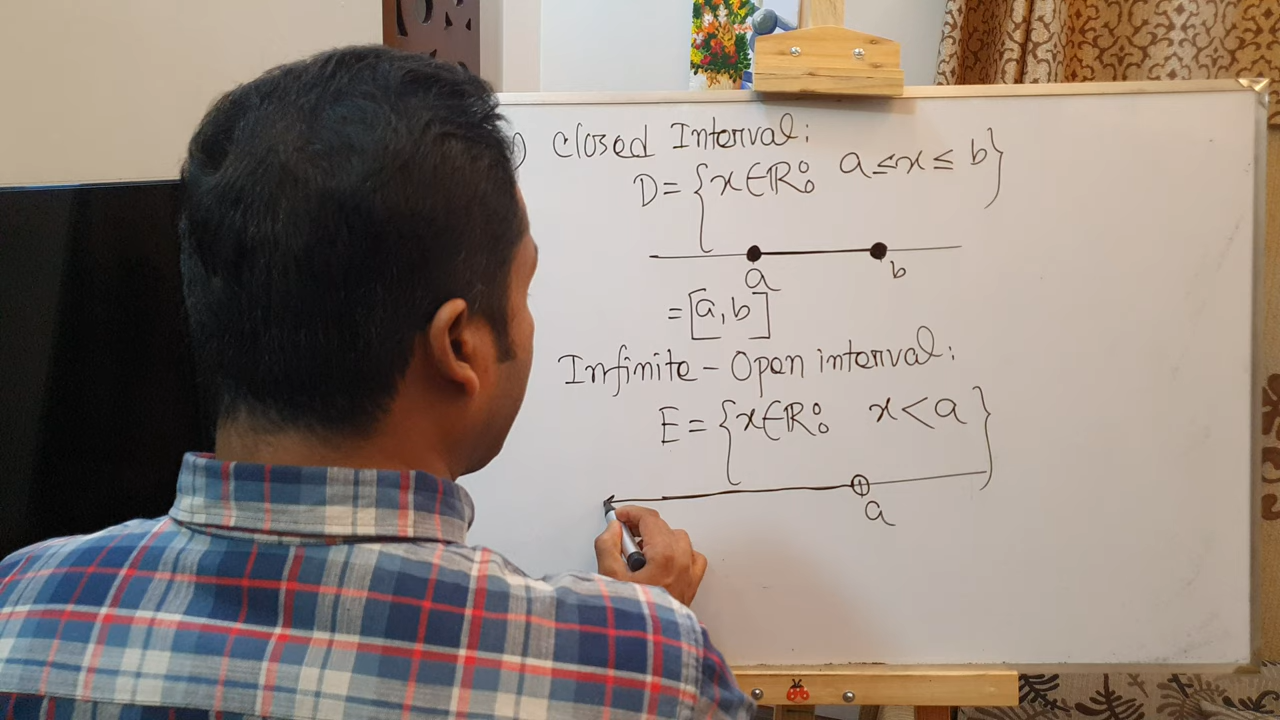 ) Closed Interval:
D = {x∈ℝ: a≤x≤ b}
a b
= [a, b]
Infinite - Open interval:
E = {x∈ℝ: x < a}
a